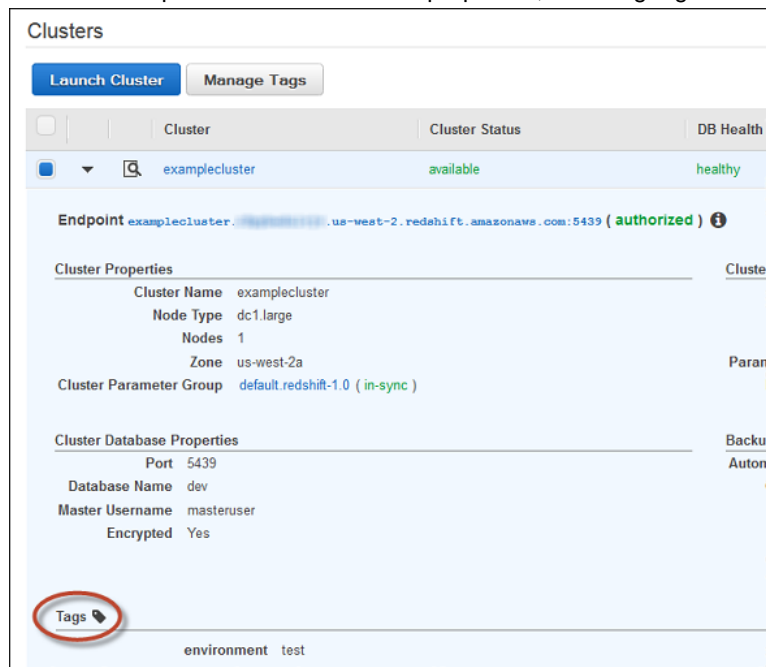 Clusters
Launch Cluster Manage Tags
Cluster Cluster Status DB Health
examplecluster available healthy
Endpoint examplecluster. .us-west-2.redshift.amazonaws.com:5439 ( authorized )
Cluster Properties Cluste
Cluster Name examplecluster
Node Type dc1.large
Nodes 1
Zone us-west-2a Paran
Cluster Parameter Group default.redshift-1.0 ( in-sync )
Cluster Database Properties Backu
Port 5439 Auton
Database Name dev
Master Username masteruser
Encrypted Yes
Tags
environment test